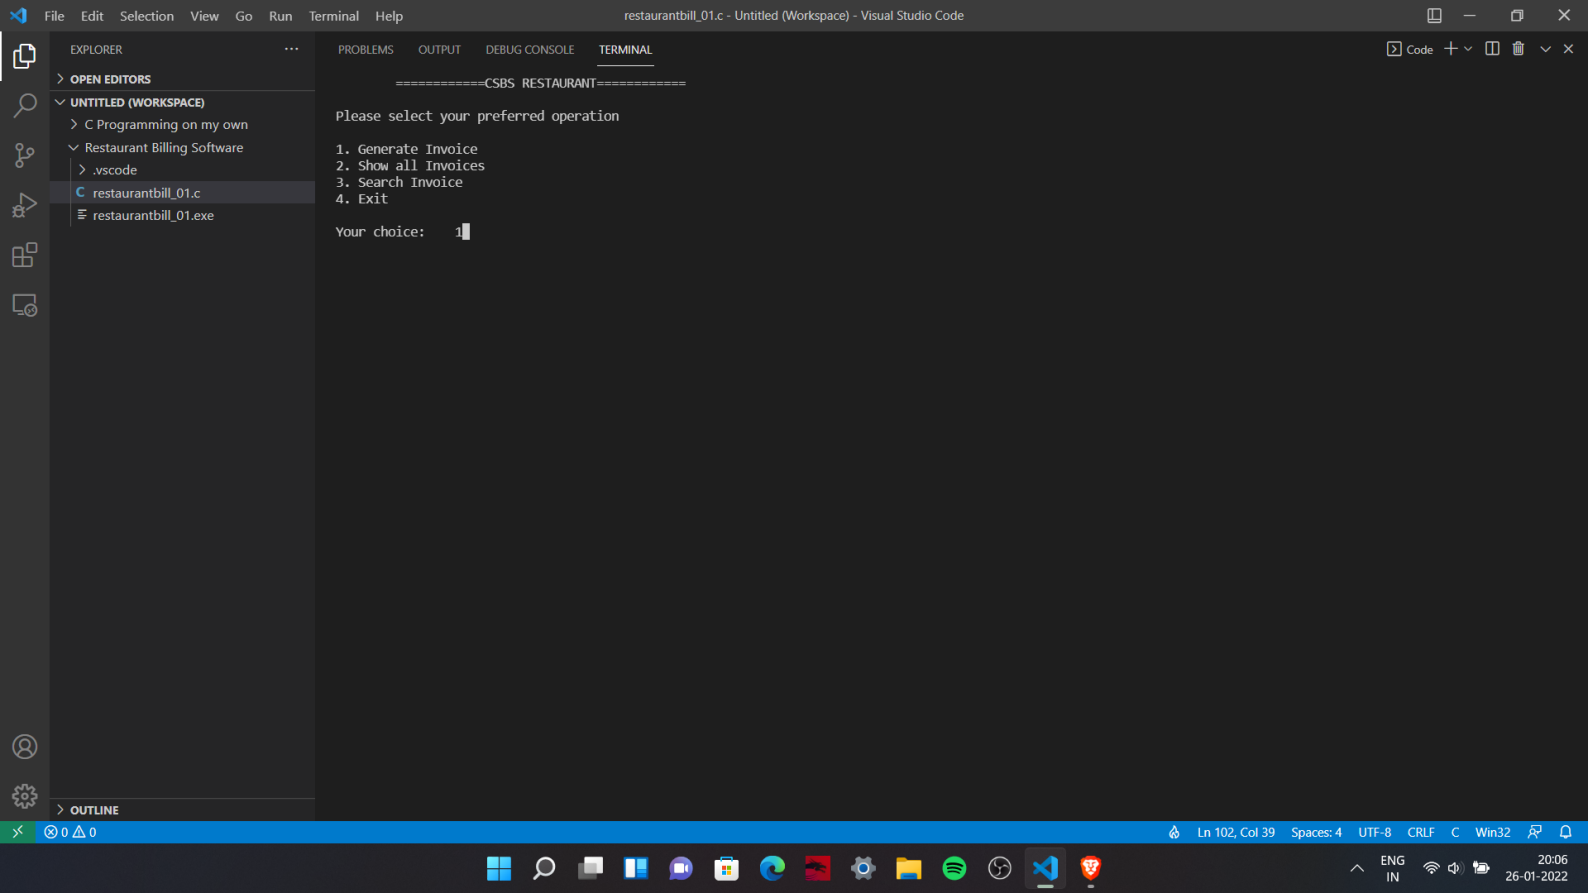 File Edit Selection View Go Run Terminal Help
restaurantbill_01.c - Untitled (Workspace) - Visual Studio Code
EXPLORER
OPEN EDITORS
UNTITLED (WORKSPACE)
C Programming on my own
Restaurant Billing Software
.vscode
C restaurantbill_01.c
restaurantbill_01.exe
OUTLINE
PROBLEMS OUTPUT DEBUG CONSOLE TERMINAL
Code
============CSBS RESTAURANT============
Please select your preferred operation
1. Generate Invoice
2. Show all Invoices
3. Search Invoice
4. Exit
Your choice: 1
0 0
Ln 102, Col 39 Spaces: 4 UTF-8 CRLF C Win32
ENG
IN
20:06
26-01-2022